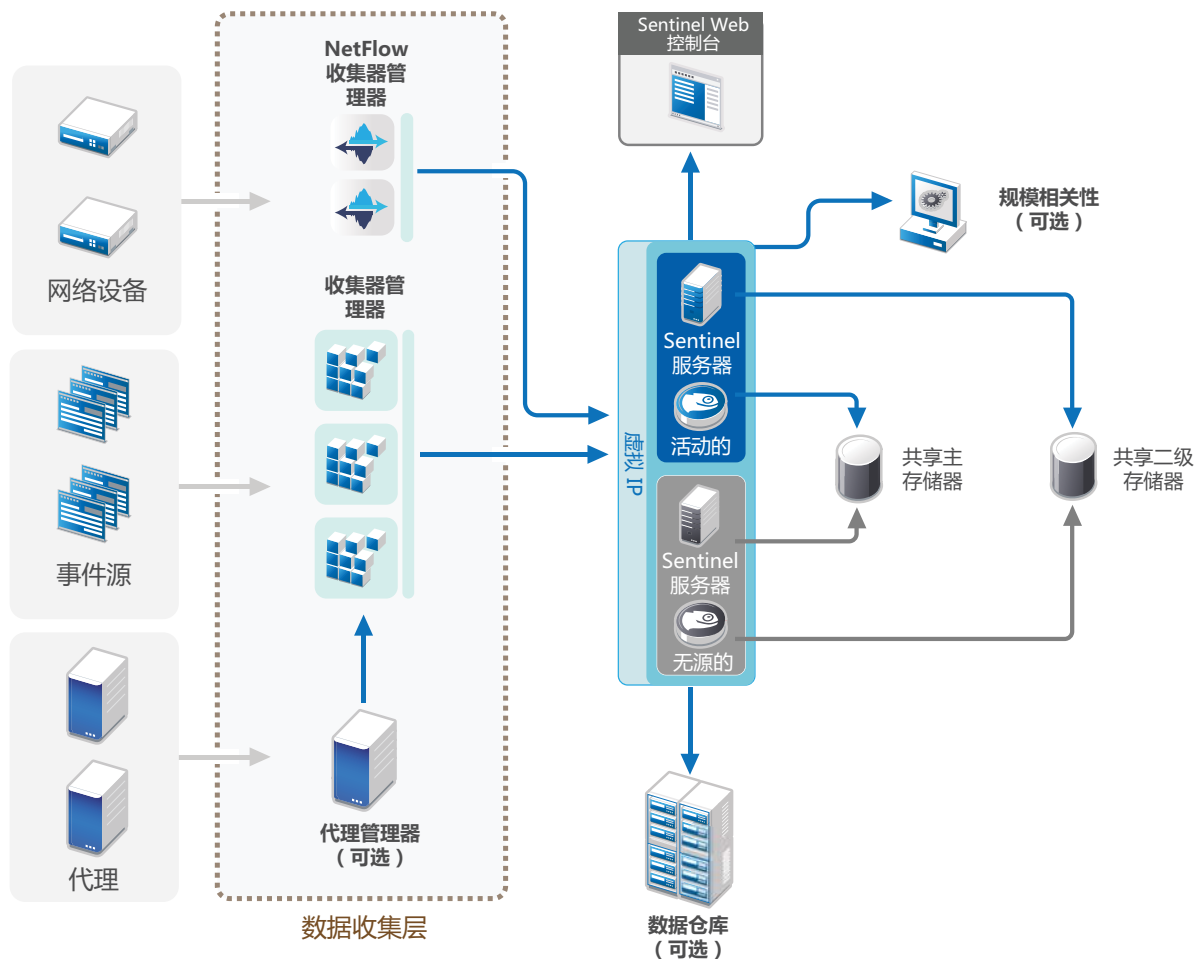 Sentinel Web
控制台
NetFlow
收集器管
理器
规模相关性
（可选）
网络设备
收集器管
理器
Sentinel
服务器
活动的
虚拟 IP
共享主
存储器
共享二级
存储器
Sentinel
服务器
无源的
事件源
代理管理器
（可选）
代理
数据收集层
数据仓库
（可选）